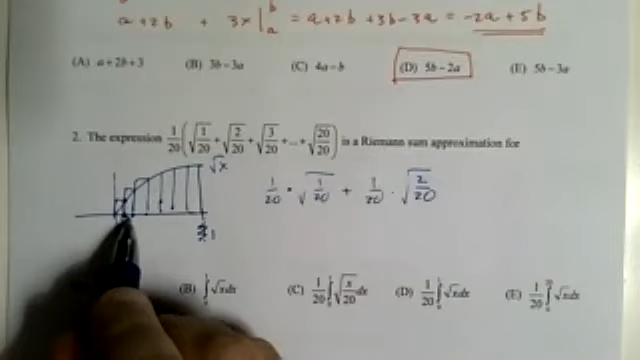 a+2b + 3x|ₐᵇ = a+2b+3b-3a = -2a+5b
(A) a+2b+3 (B) 3b-3a (C) 4a-b (D) 5b-2a (E) 5b-3a
2. The expression 1/20(√(1/20)+√(2/20)+√(3/20)+...+√(20/20)) is a Riemann sum approximation for
√x
1/20 · √(1/20) + 1/20 · √(2/20)
1
(B) ∫√x dx (C) 1/20 ∫√(x/20) dx (D) 1/20 ∫√x dx (E) 1/20 ∫√x dx